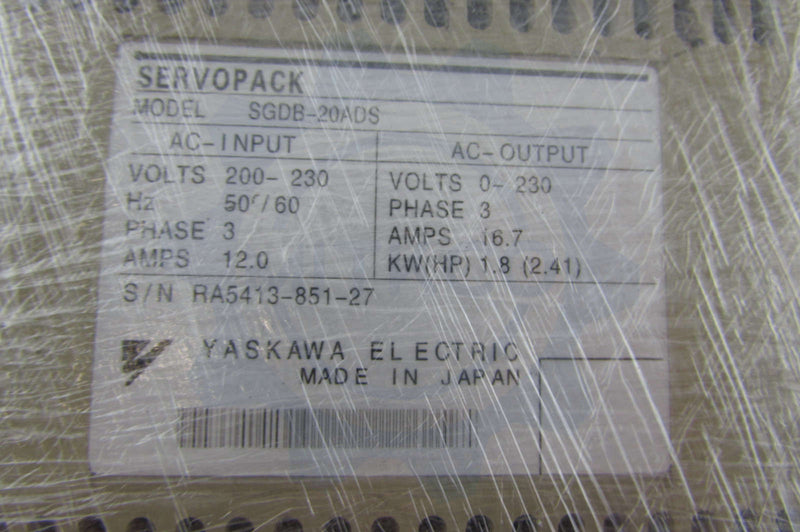 SERVOPACK
MODEL SGDB-20ADS
AC-INPUT
VOLTS 200-230
Hz 50/60
PHASE 3
AMPS 12.0
AC-OUTPUT
VOLTS 0-230
PHASE 3
AMPS 16.7
KW(HP) 1.8 (2.41)
S/N RA5413-851-27
YASKAWA ELECTRIC
MADE IN JAPAN